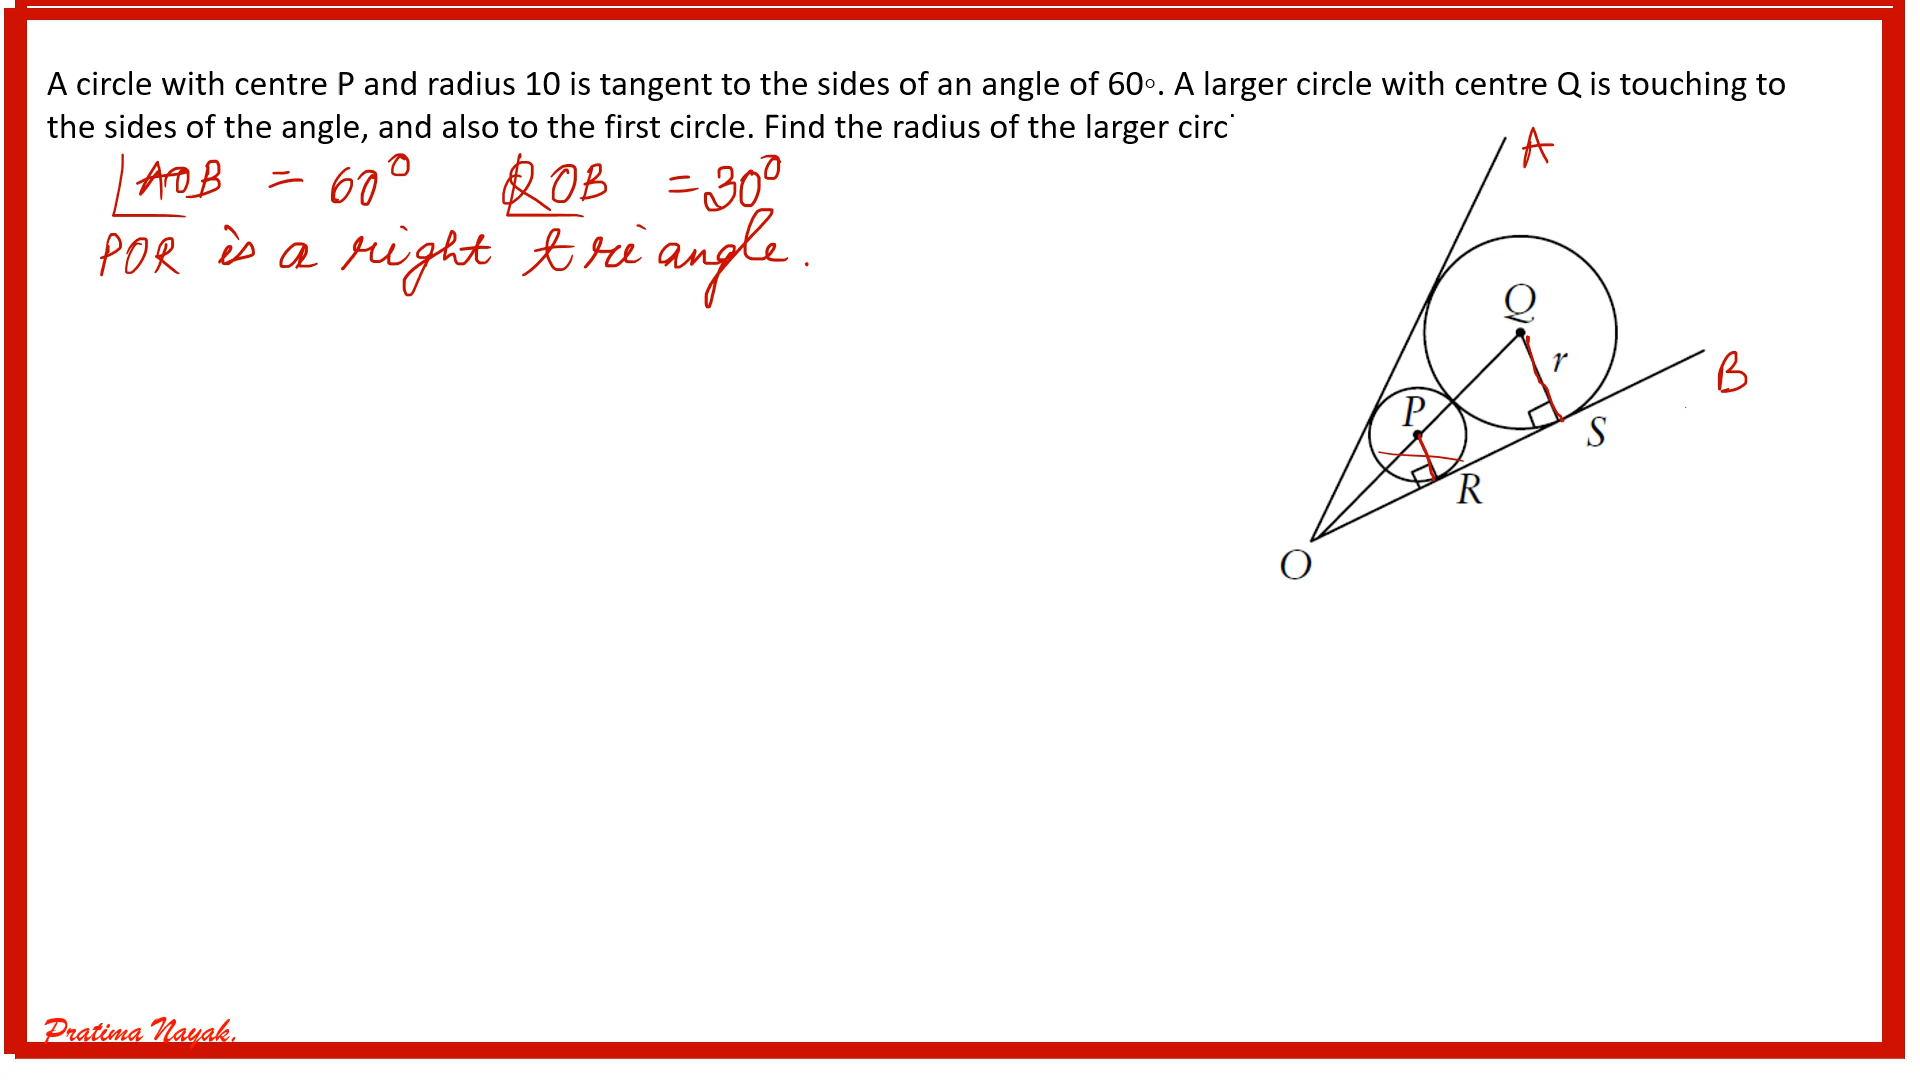 A circle with centre P and radius 10 is tangent to the sides of an angle of 60°. A larger circle with centre Q is touching to
the sides of the angle, and also to the first circle. Find the radius of the larger circ
∠AOB = 60° ∠QOB = 30°
POR is a right triangle.
A
Q
r
B
P
S
R
O
Pratima Nayak.